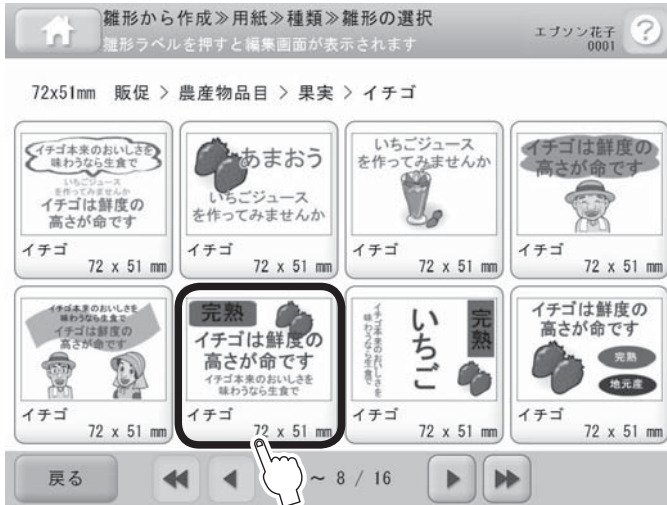 雛形から作成≫用紙≫種類≫雛形の選択
雛形ラベルを押すと編集画面が表示されます
エプソン花子
0001
?
72x51mm 販促 > 農産物品目 > 果実 > イチゴ
イチゴ本来のおいしさを
味わうなら生食で
いちごジュース
を作ってみませんか
イチゴは鮮度の
高さが命です
イチゴ
72 x 51 mm
あまおう
いちごジュース
を作ってみませんか
イチゴ
72 x 51 mm
いちごジュース
を作ってみませんか
イチゴ
72 x 51 mm
イチゴは鮮度の
高さが命です
イチゴ
72 x 51 mm
イチゴ本来のおいしさを
味わうなら生食で
イチゴは鮮度の
高さが命です
イチゴ
72 x 51 mm
完熟
イチゴは鮮度の
高さが命です
イチゴ本来のおいしさを
味わうなら生食で
イチゴ
72 x 51 mm
完熟
いちご
イチゴ本来のおいしさを
味わうなら生食で
イチゴ
72 x 51 mm
イチゴは鮮度の
高さが命です
完熟
地元産
イチゴ
72 x 51 mm
戻る
~ 8 / 16